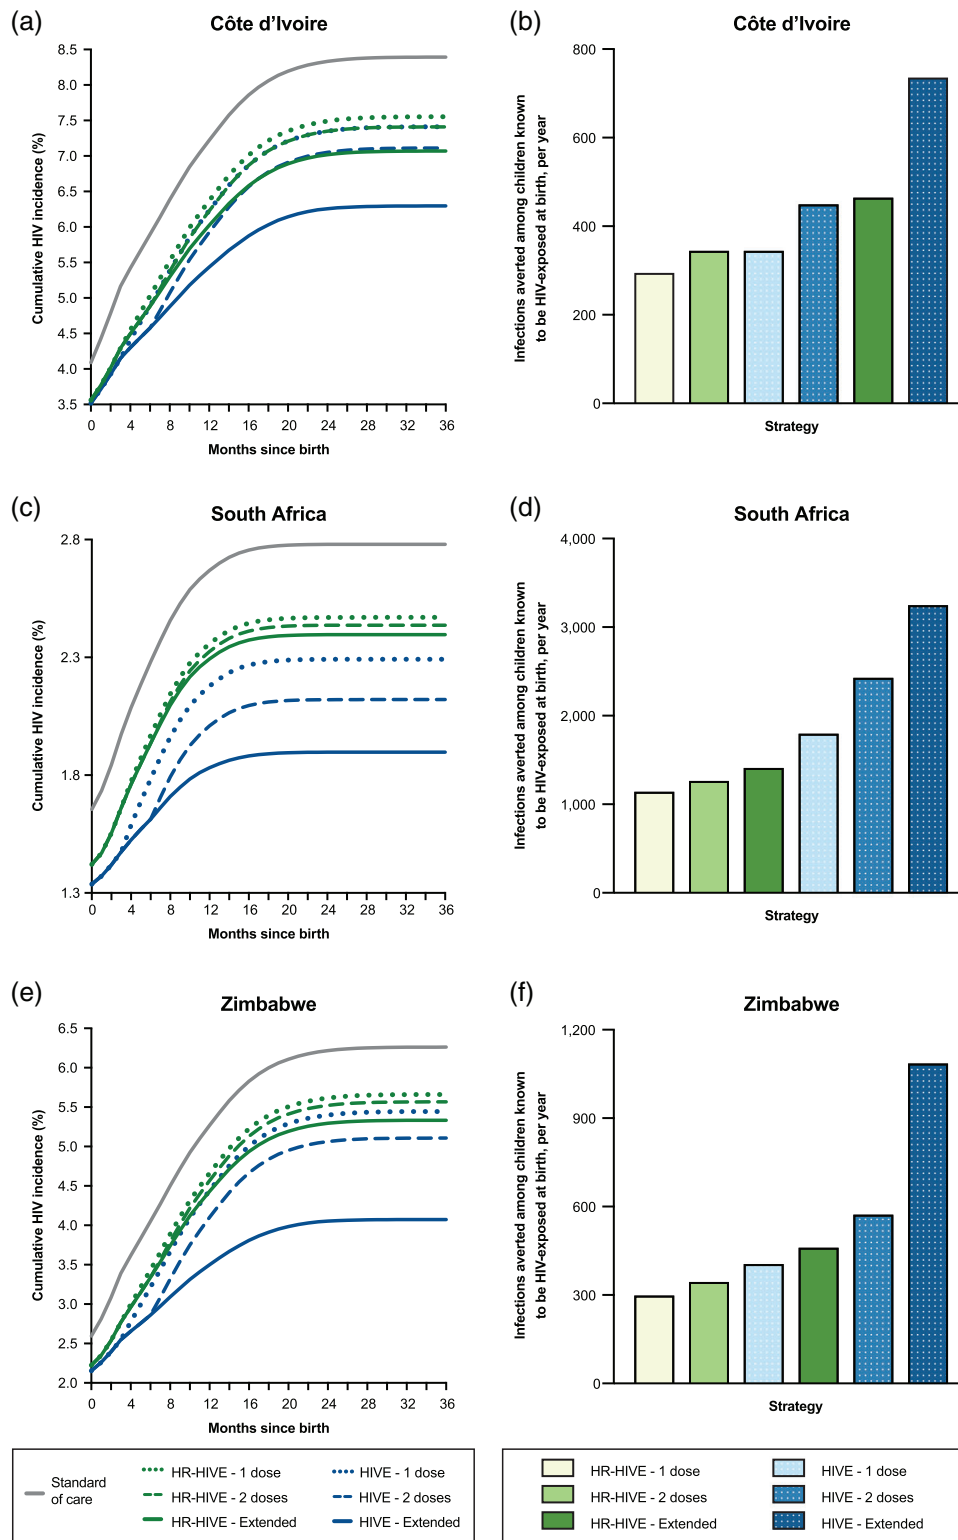 (a)
Côte d’Ivoire
8.5
8.0
7.5
7.0
6.5
6.0
5.5
5.0
4.5
4.0
3.5
Cumulative HIV incidence (%)
0 4 8 12 16 20 24 28 32 36
Months since birth
(b)
Côte d’Ivoire
800
600
400
200
0
Infections averted among children known
to be HIV-exposed at birth, per year
Strategy
(c)
South Africa
2.8
2.3
1.8
1.3
Cumulative HIV incidence (%)
0 4 8 12 16 20 24 28 32 36
Months since birth
(d)
South Africa
4,000
3,000
2,000
1,000
0
Infections averted among children known
to be HIV-exposed at birth, per year
Strategy
(e)
Zimbabwe
6.5
6.0
5.5
5.0
4.5
4.0
3.5
3.0
2.5
2.0
Cumulative HIV incidence (%)
0 4 8 12 16 20 24 28 32 36
Months since birth
(f)
Zimbabwe
1,200
900
600
300
0
Infections averted among children known
to be HIV-exposed at birth, per year
Strategy
Standard
of care
HR-HIVE - 1 dose
HR-HIVE - 2 doses
HR-HIVE - Extended
HIVE - 1 dose
HIVE - 2 doses
HIVE - Extended
HR-HIVE - 1 dose
HR-HIVE - 2 doses
HR-HIVE - Extended
HIVE - 1 dose
HIVE - 2 doses
HIVE - Extended